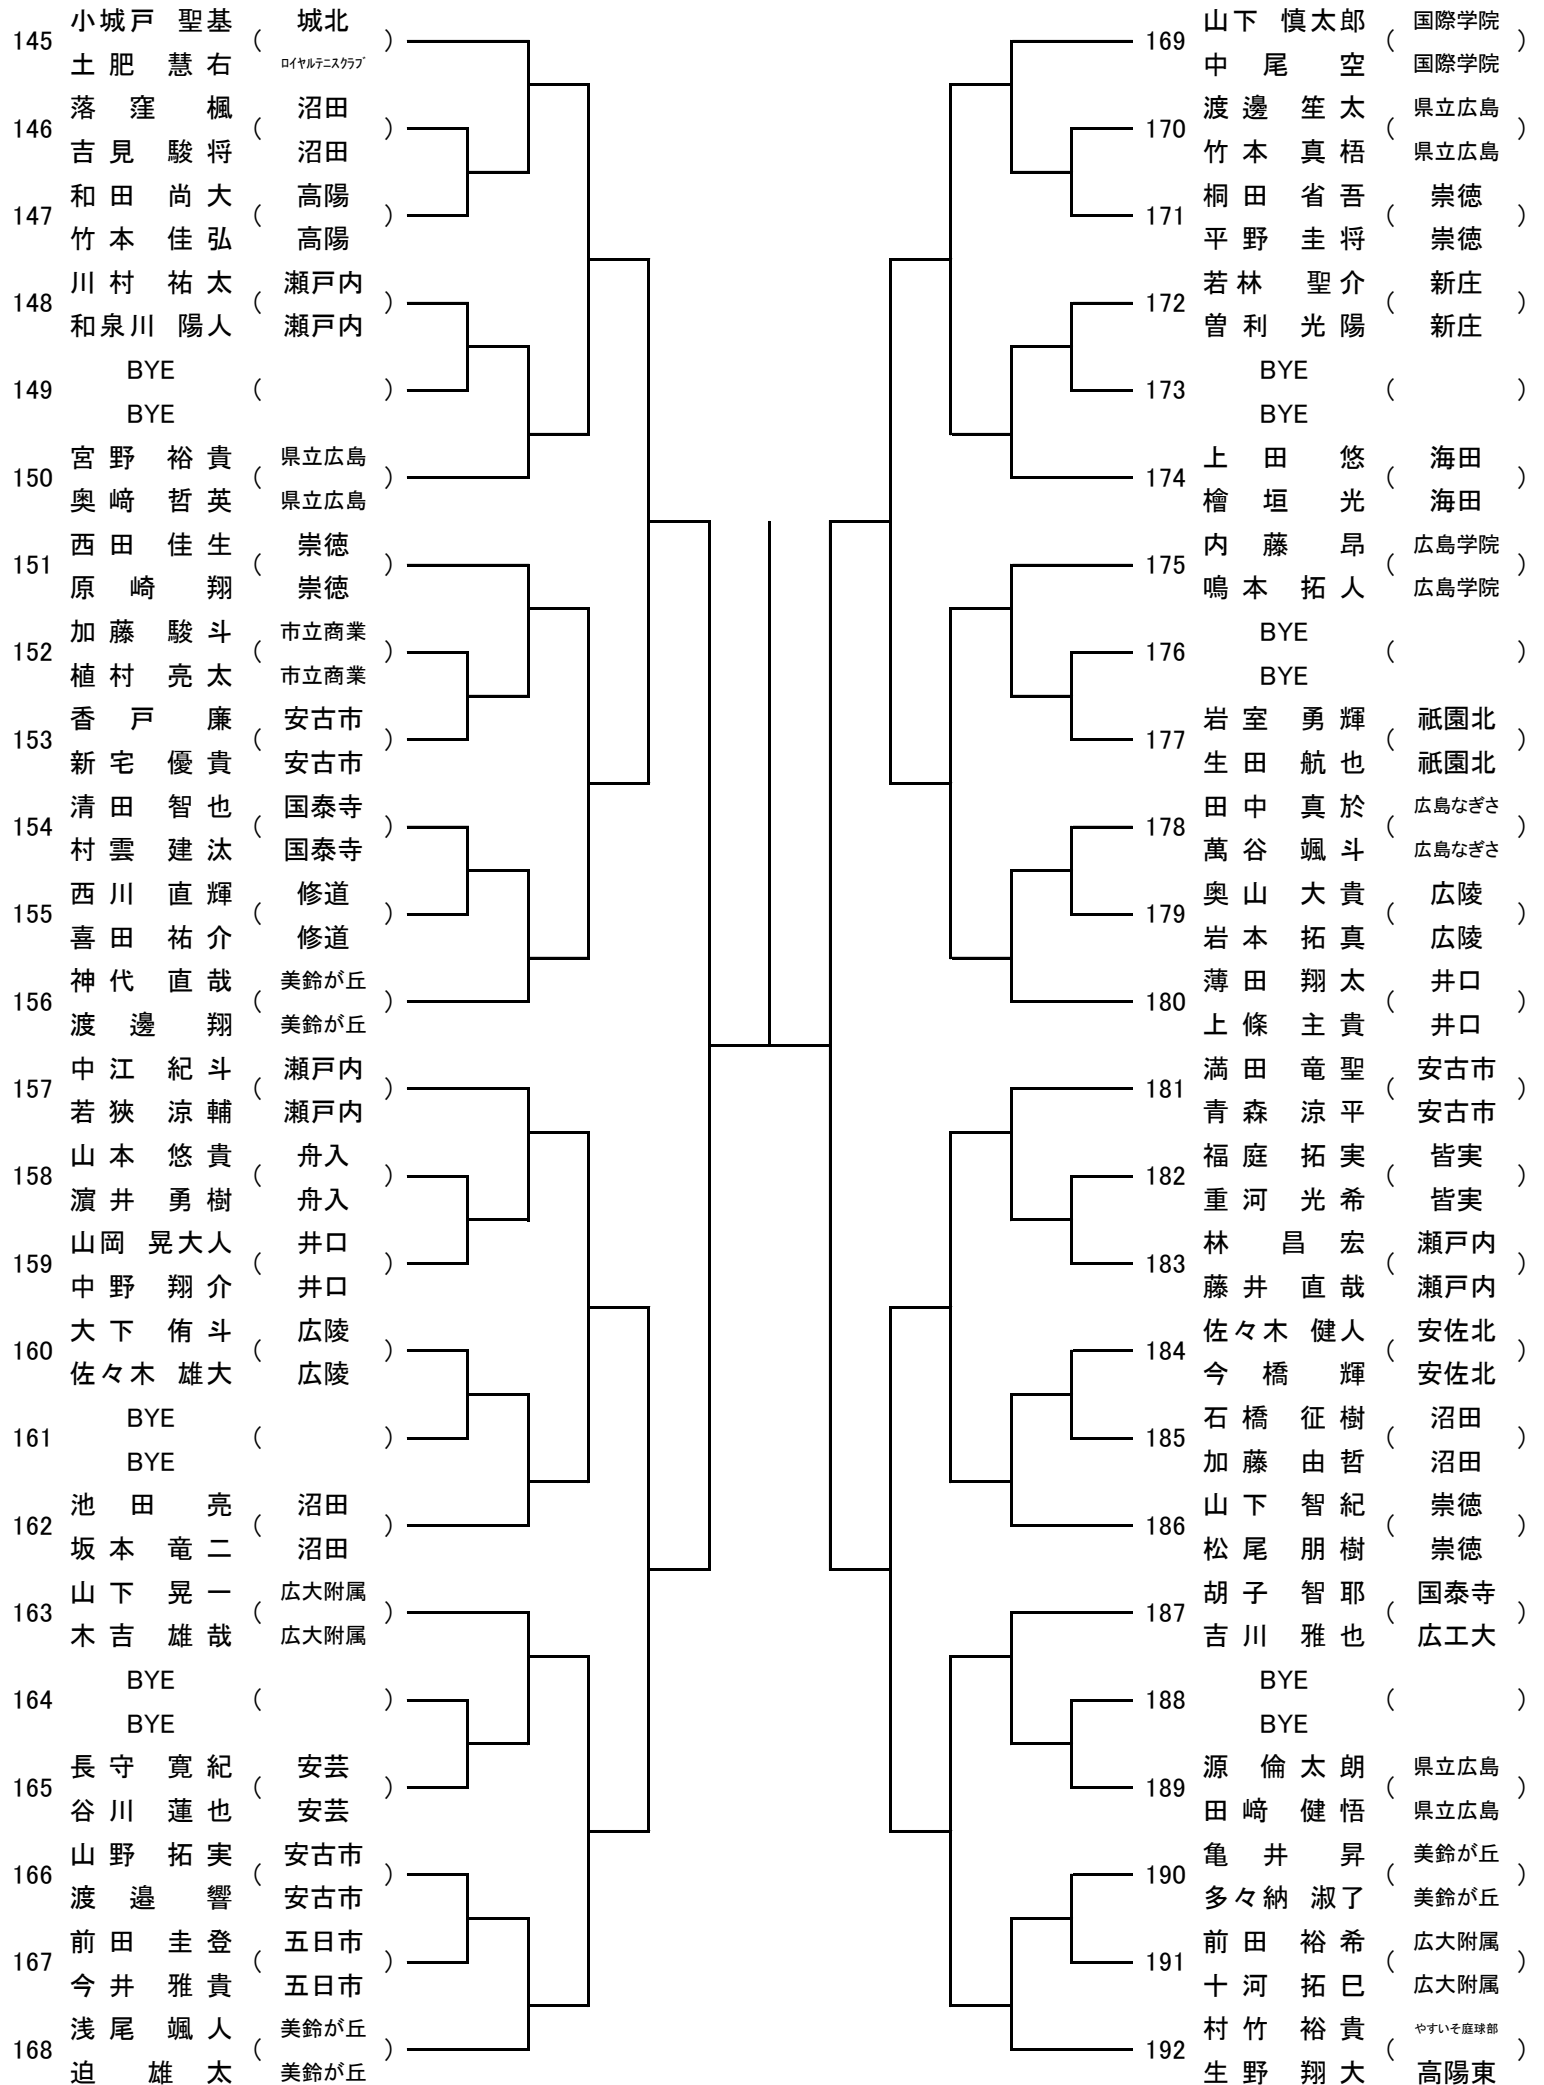 145 小城戸 聖基 ( 城北 )
土肥 慧右 ロイヤルテニスクラブ
146 落窪 楓 ( 沼田 )
吉見 駿将 沼田
147 和田 尚大 ( 高陽 )
竹本 佳弘 高陽
148 川村 祐太 ( 瀬戸内 )
和泉川 陽人 瀬戸内
149 BYE ( )
BYE
150 宮野 裕貴 ( 県立広島 )
奥﨑 哲英 県立広島
151 西田 佳生 ( 崇徳 )
原崎 翔 崇徳
152 加藤 駿斗 ( 市立商業 )
植村 亮太 市立商業
153 香戸 廉 ( 安古市 )
新宅 優貴 安古市
154 清田 智也 ( 国泰寺 )
村雲 建汰 国泰寺
155 西川 直輝 ( 修道 )
喜田 祐介 修道
156 神代 直哉 ( 美鈴が丘 )
渡邊 翔 美鈴が丘
157 中江 紀斗 ( 瀬戸内 )
若狹 涼輔 瀬戸内
158 山本 悠貴 ( 舟入 )
濵井 勇樹 舟入
159 山岡 晃大人 ( 井口 )
中野 翔介 井口
160 大下 侑斗 ( 広陵 )
佐々木 雄大 広陵
161 BYE ( )
BYE
162 池田 亮 ( 沼田 )
坂本 竜二 沼田
163 山下 晃一 ( 広大附属 )
木吉 雄哉 広大附属
164 BYE ( )
BYE
165 長守 寛紀 ( 安芸 )
谷川 蓮也 安芸
166 山野 拓実 ( 安古市 )
渡邉 響 安古市
167 前田 圭登 ( 五日市 )
今井 雅貴 五日市
168 浅尾 颯人 ( 美鈴が丘 )
迫 雄太 美鈴が丘
169 山下 慎太郎 ( 国際学院 )
中尾 空 国際学院
170 渡邊 笙太 ( 県立広島 )
竹本 真梧 県立広島
171 桐田 省吾 ( 崇徳 )
平野 圭将 崇徳
172 若林 聖介 ( 新庄 )
曽利 光陽 新庄
173 BYE ( )
BYE
174 上田 悠 ( 海田 )
檜垣 光 海田
175 内藤 昂 ( 広島学院 )
鳴本 拓人 広島学院
176 BYE ( )
BYE
177 岩室 勇輝 ( 祇園北 )
生田 航也 祇園北
178 田中 真於 ( 広島なぎさ )
萬谷 颯斗 広島なぎさ
179 奥山 大貴 ( 広陵 )
岩本 拓真 広陵
180 薄田 翔太 ( 井口 )
上條 主貴 井口
181 満田 竜聖 ( 安古市 )
青森 涼平 安古市
182 福庭 拓実 ( 皆実 )
重河 光希 皆実
183 林 昌宏 ( 瀬戸内 )
藤井 直哉 瀬戸内
184 佐々木 健人 ( 安佐北 )
今橋 輝 安佐北
185 石橋 征樹 ( 沼田 )
加藤 由哲 沼田
186 山下 智紀 ( 崇徳 )
松尾 朋樹 崇徳
187 胡子 智耶 ( 国泰寺 )
吉川 雅也 広工大
188 BYE ( )
BYE
189 源 倫太朗 ( 県立広島 )
田﨑 健悟 県立広島
190 亀井 昇 ( 美鈴が丘 )
多々納 淑了 美鈴が丘
191 前田 裕希 ( 広大附属 )
十河 拓巳 広大附属
192 村竹 裕貴 ( やすいそ庭球部 )
生野 翔大 高陽東